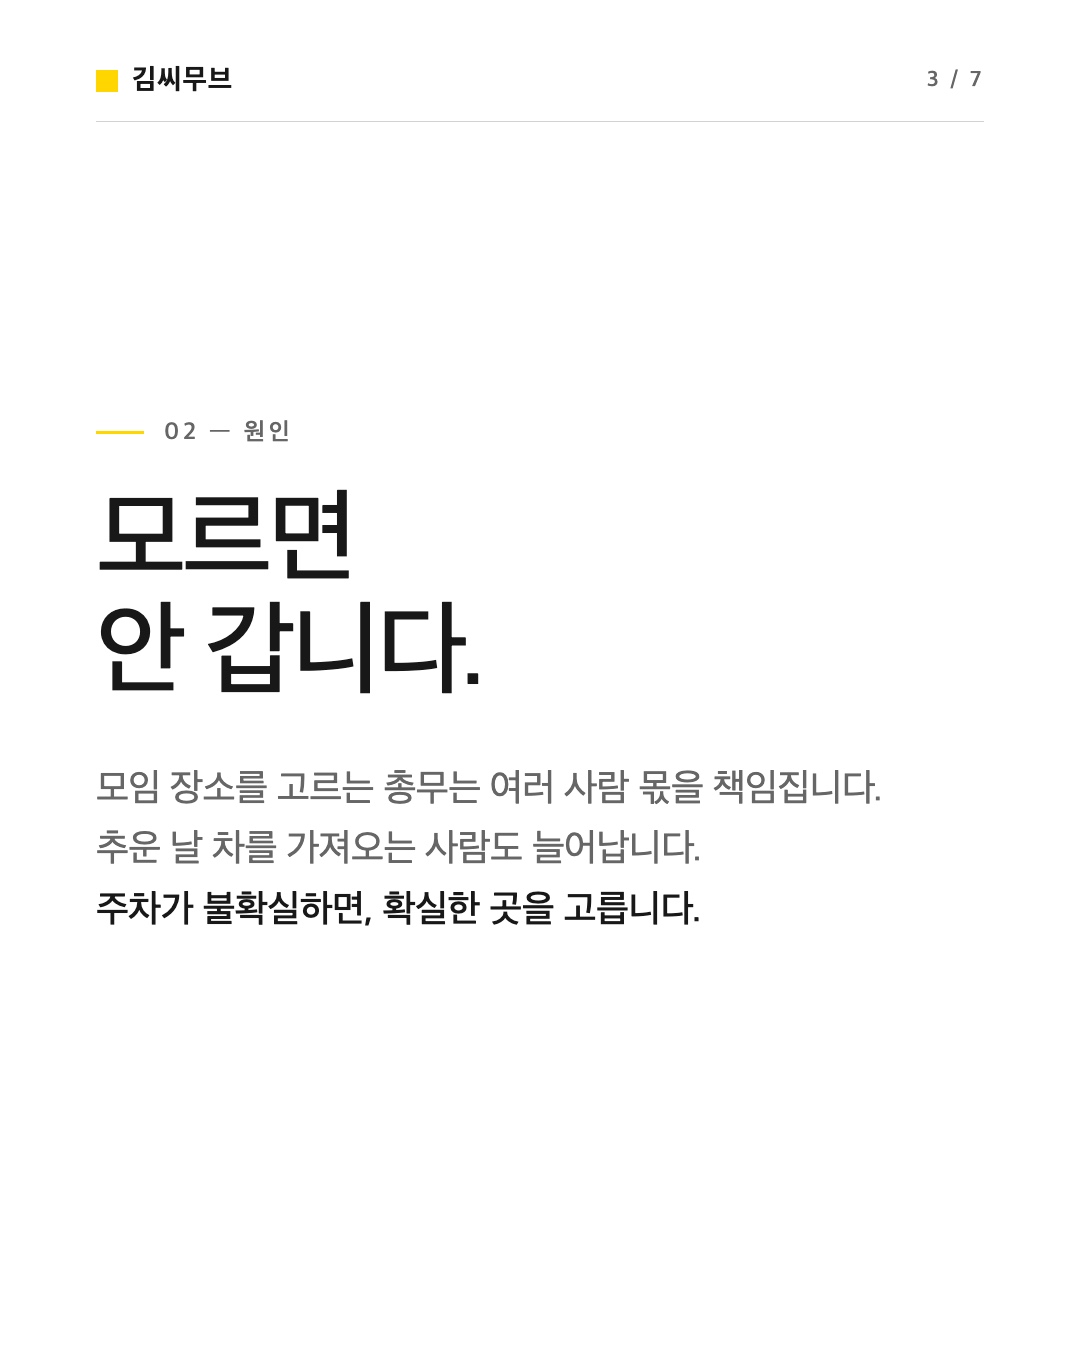 김씨무브
3 / 7
02 — 원인
모르면
안 갑니다.
모임 장소를 고르는 총무는 여러 사람 몫을 책임집니다.
추운 날 차를 가져오는 사람도 늘어납니다.
주차가 불확실하면, 확실한 곳을 고릅니다.